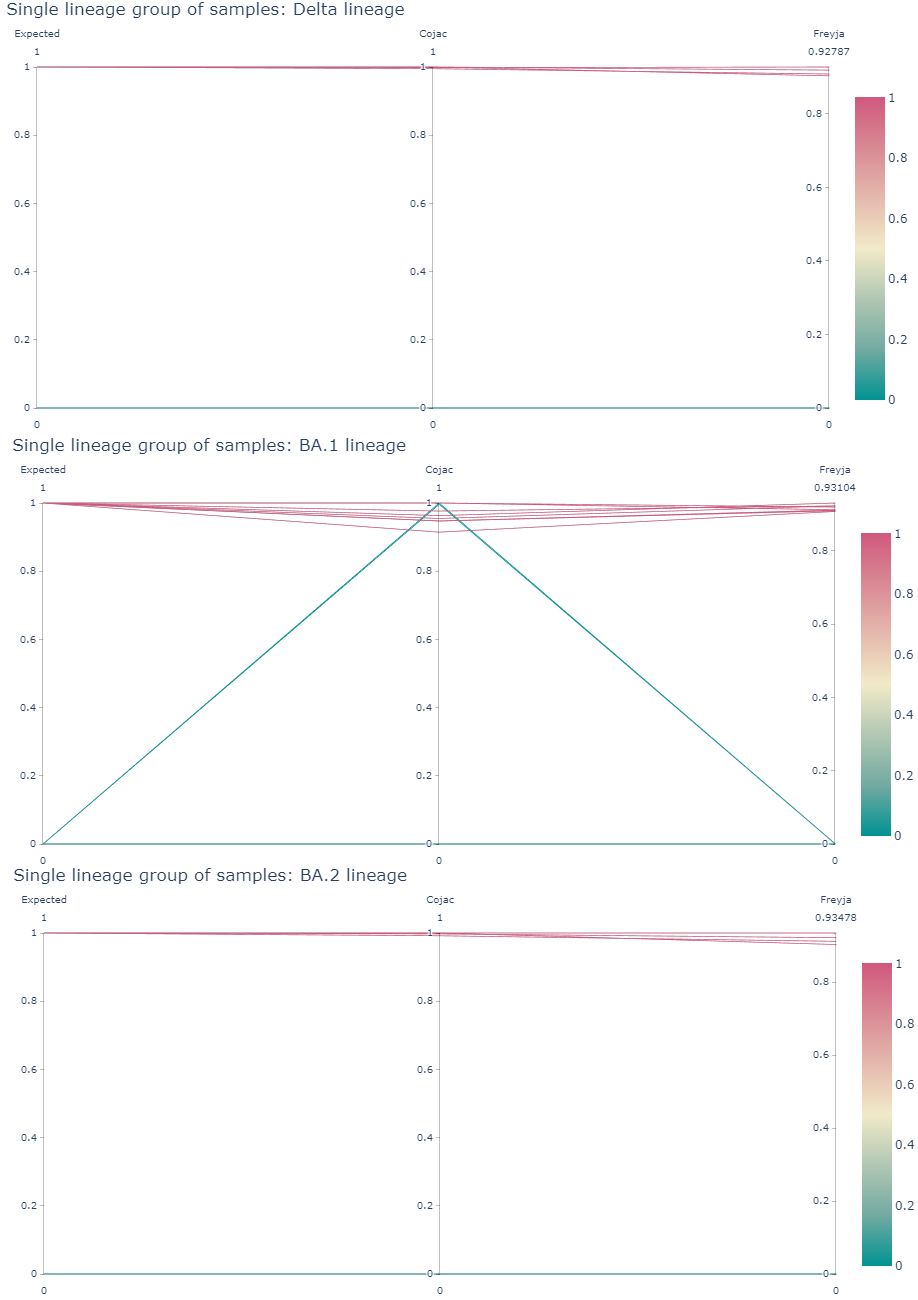 Single lineage group of samples: Delta lineage
Expected Cojac Freyja
1 1 0.92787
1 1 1
0.8 0.8 0.8 0.8
0.6 0.6 0.6 0.6
0.4 0.4 0.4 0.4
0.2 0.2 0.2 0.2
0 0 0 0
0 0 0
Single lineage group of samples: BA.1 lineage
Expected Cojac Freyja
1 1 0.93104
1 1 1
0.8 0.8 0.8 0.8
0.6 0.6 0.6 0.6
0.4 0.4 0.4 0.4
0.2 0.2 0.2 0.2
0 0 0 0
0 0 0
Single lineage group of samples: BA.2 lineage
Expected Cojac Freyja
1 1 0.93478
1 1 1
0.8 0.8 0.8 0.8
0.6 0.6 0.6 0.6
0.4 0.4 0.4 0.4
0.2 0.2 0.2 0.2
0 0 0 0
0 0 0